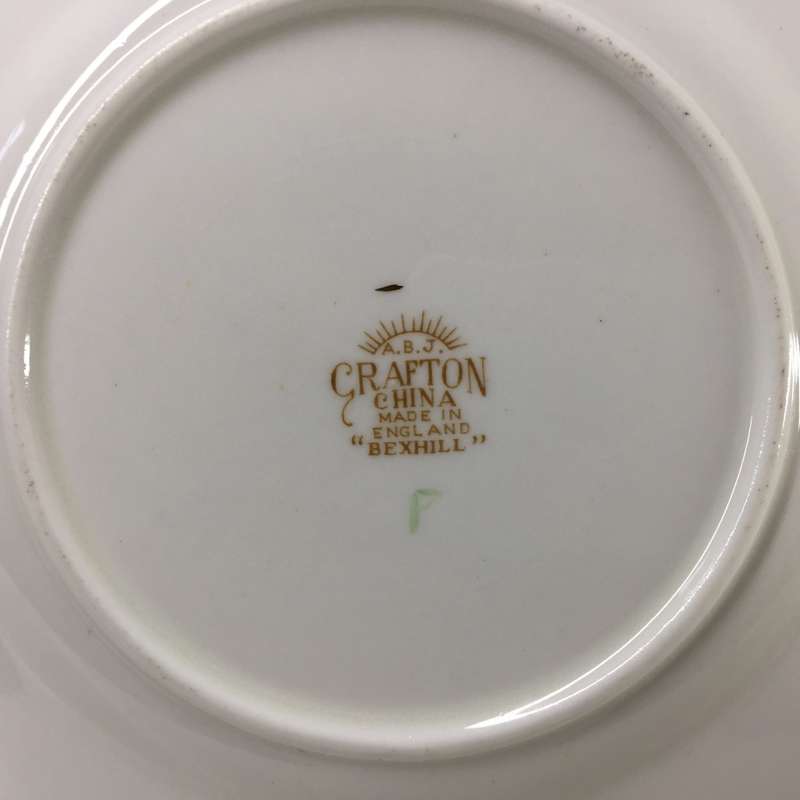 A.B.J.
CRAFTON
CHINA
MADE IN
ENGLAND
"BEXHILL"
F